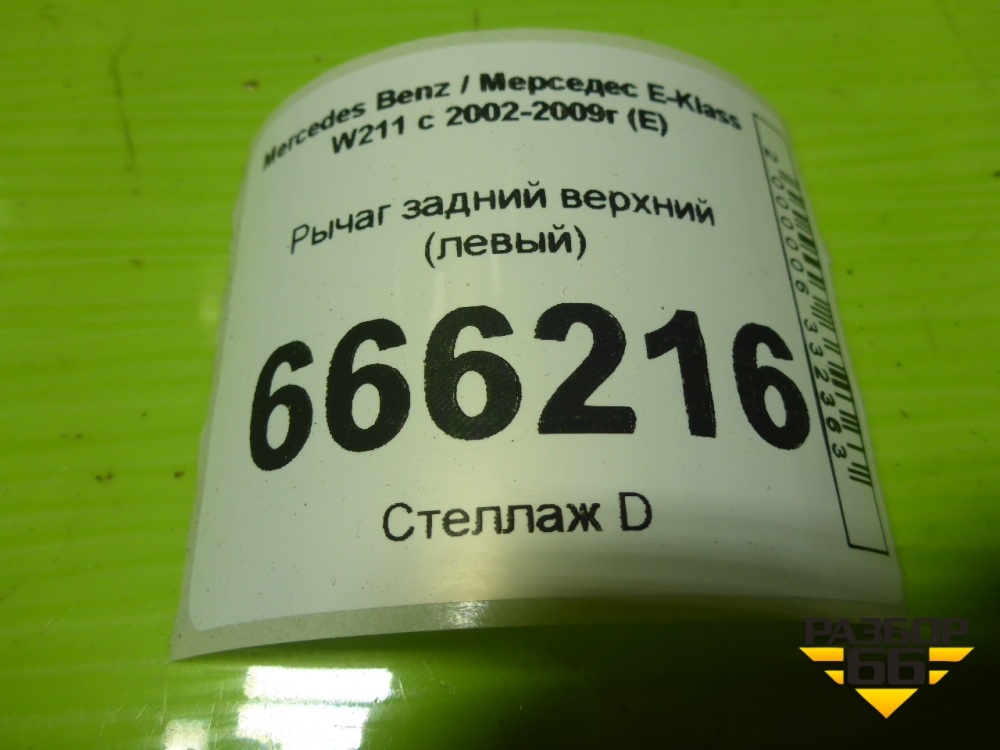 Mercedes Benz / Мерседес E-Klass
W211 с 2002-2009г (E)
Рычаг задний верхний
(левый)
666216
Стеллаж D
2000006332363
РАЗБОР
66